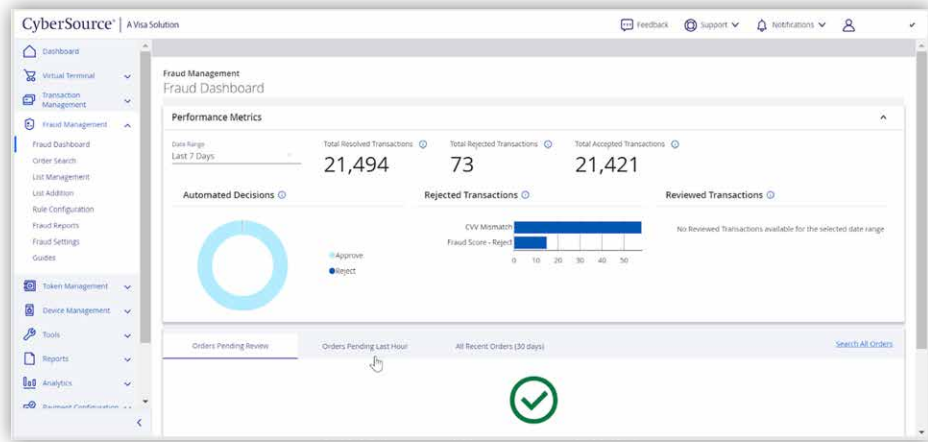 CyberSource® | A Visa Solution
Feedback Support Notifications
Dashboard
Virtual Terminal
Transaction
Management
Fraud Management
Fraud Dashboard
Order Search
List Management
List Addition
Rule Configuration
Fraud Reports
Fraud Settings
Guides
Token Management
Device Management
Tools
Reports
Analytics
Payment Configuration
Fraud Management
Fraud Dashboard
Performance Metrics
Date Range
Last 7 Days
Total Resolved Transactions
21,494
Total Rejected Transactions
73
Total Accepted Transactions
21,421
Automated Decisions
Approve
Reject
Rejected Transactions
CVV Mismatch
Fraud Score - Reject
0 10 20 30 40 50
Reviewed Transactions
No Reviewed Transactions available for the selected date range
Orders Pending Review Orders Pending Last Hour All Recent Orders (30 days) Search All Orders